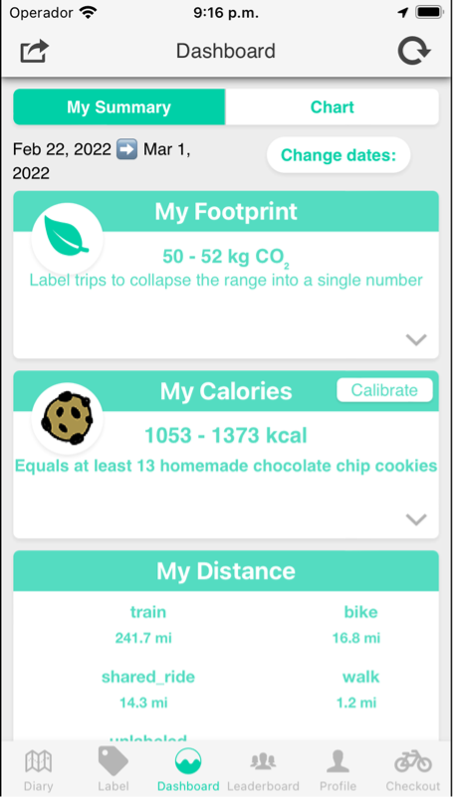 Operador 9:16 p.m.
Dashboard
My Summary Chart
Feb 22, 2022 ➡️ Mar 1,
2022
Change dates:
My Footprint
50 - 52 kg CO₂
Label trips to collapse the range into a single number
My Calories Calibrate
1053 - 1373 kcal
Equals at least 13 homemade chocolate chip cookies
My Distance
train bike
241.7 mi 16.8 mi
shared_ride walk
14.3 mi 1.2 mi
unlabeled
Diary Label Dashboard Leaderboard Profile Checkout